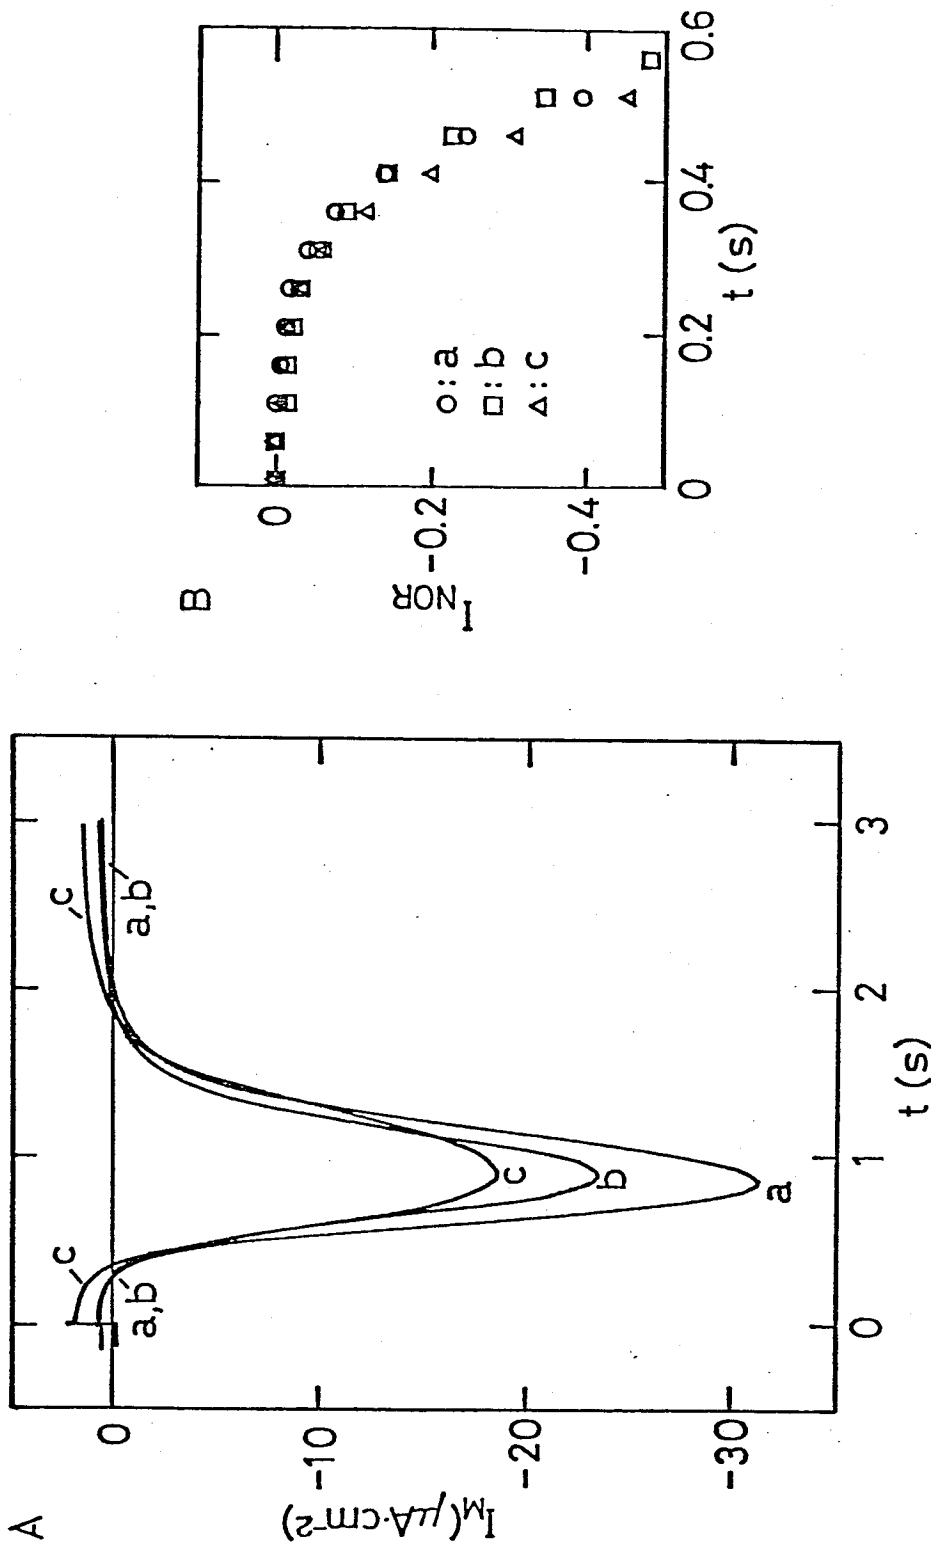 A
I_M(μA·cm⁻²)
0
-10
-20
-30
c
a,b
c
a,b
c
b
a
0
1
2
3
t (s)
B
I_NOR
0
-0.2
-0.4
○: a
□: b
△: c
0
0.2
0.4
0.6
t (s)